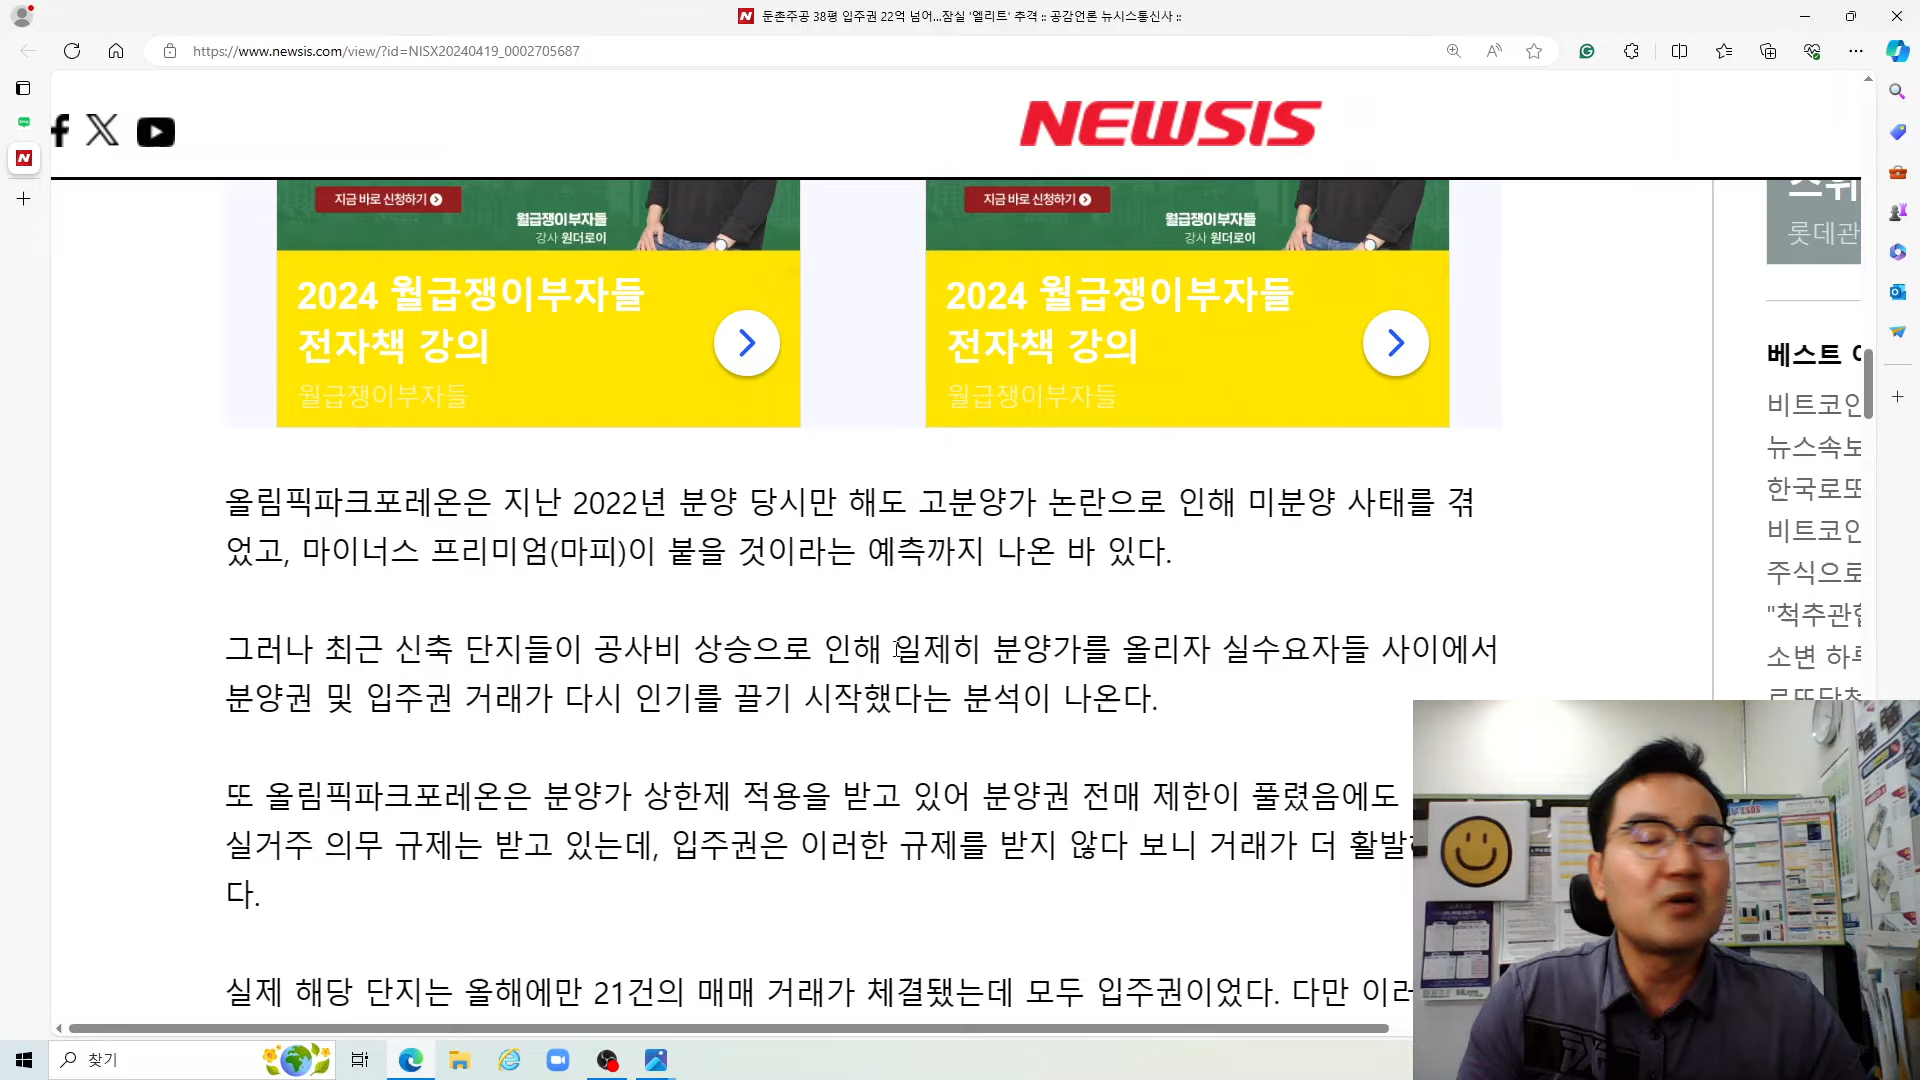 둔촌주공 38평 입주권 22억 넘어...잠실 '엘리트' 추격 :: 공감언론 뉴시스통신사 ::
https://www.newsis.com/view/?id=NISX20240419_0002705687
NEWSIS
지금 바로 신청하기
월급쟁이부자들
강사 원더로이
2024 월급쟁이부자들
전자책 강의
월급쟁이부자들
지금 바로 신청하기
월급쟁이부자들
강사 원더로이
2024 월급쟁이부자들
전자책 강의
월급쟁이부자들
롯데관
베스트
비트코인
뉴스속보
한국로또
비트코인
주식으로
"척추관협
소변 하루
로또당첨
올림픽파크포레온은 지난 2022년 분양 당시만 해도 고분양가 논란으로 인해 미분양 사태를 겪
었고, 마이너스 프리미엄(마피)이 붙을 것이라는 예측까지 나온 바 있다.
그러나 최근 신축 단지들이 공사비 상승으로 인해 일제히 분양가를 올리자 실수요자들 사이에서
분양권 및 입주권 거래가 다시 인기를 끌기 시작했다는 분석이 나온다.
또 올림픽파크포레온은 분양가 상한제 적용을 받고 있어 분양권 전매 제한이 풀렸음에도
실거주 의무 규제는 받고 있는데, 입주권은 이러한 규제를 받지 않다 보니 거래가 더 활발
다.
실제 해당 단지는 올해에만 21건의 매매 거래가 체결됐는데 모두 입주권이었다. 다만 이러
찾기